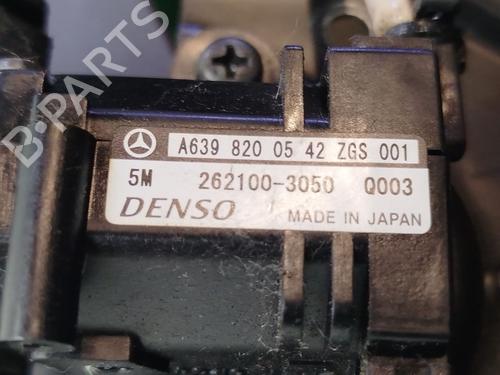 B-PARTS
A639 820 05 42 ZGS 001
5M 262100-3050 Q003
DENSO MADE IN JAPAN